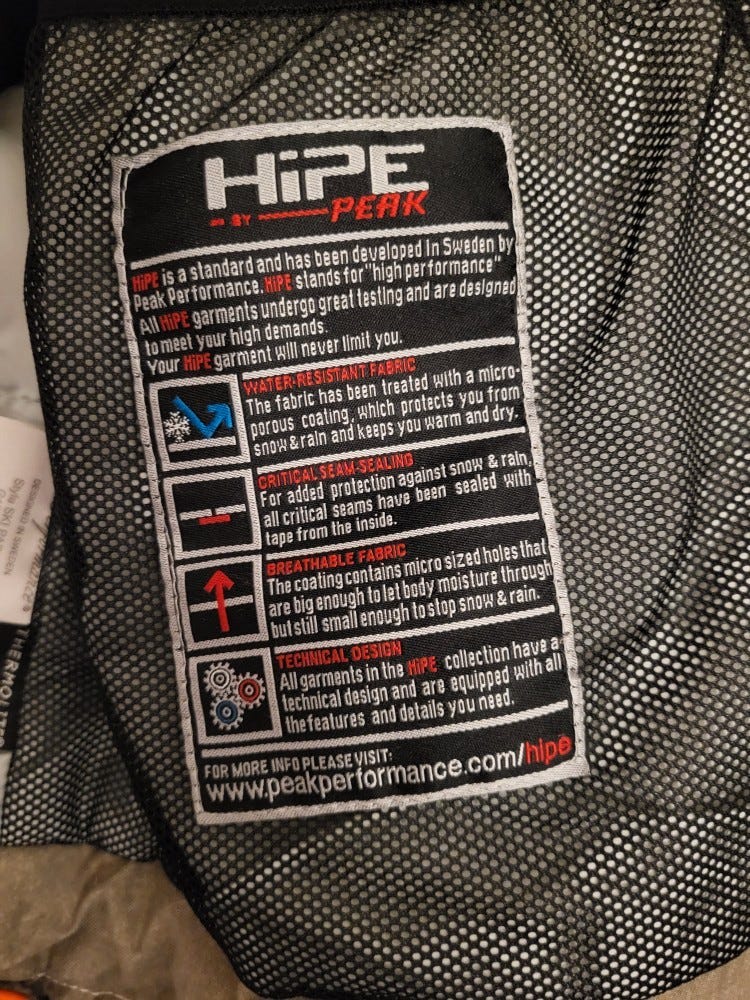 HiPE
BY PEAK
HiPE is a standard and has been developed in Sweden by
Peak Performance. HiPE stands for "high performance"
All HiPE garments undergo great testing and are designed
to meet your high demands.
Your HiPE garment will never limit you.
WATER-RESISTANT FABRIC
The fabric has been treated with a micro-
porous coating, which protects you from
snow & rain and keeps you warm and dry.
CRITICAL SEAM-SEALING
For added protection against snow & rain,
all critical seams have been sealed with
tape from the inside.
BREATHABLE FABRIC
The coating contains micro sized holes that
are big enough to let body moisture through
but still small enough to stop snow & rain.
TECHNICAL DESIGN
All garments in the HiPE collection have a
technical design and are equipped with all
the features and details you need.
FOR MORE INFO PLEASE VISIT:
www.peakperformance.com/hipe